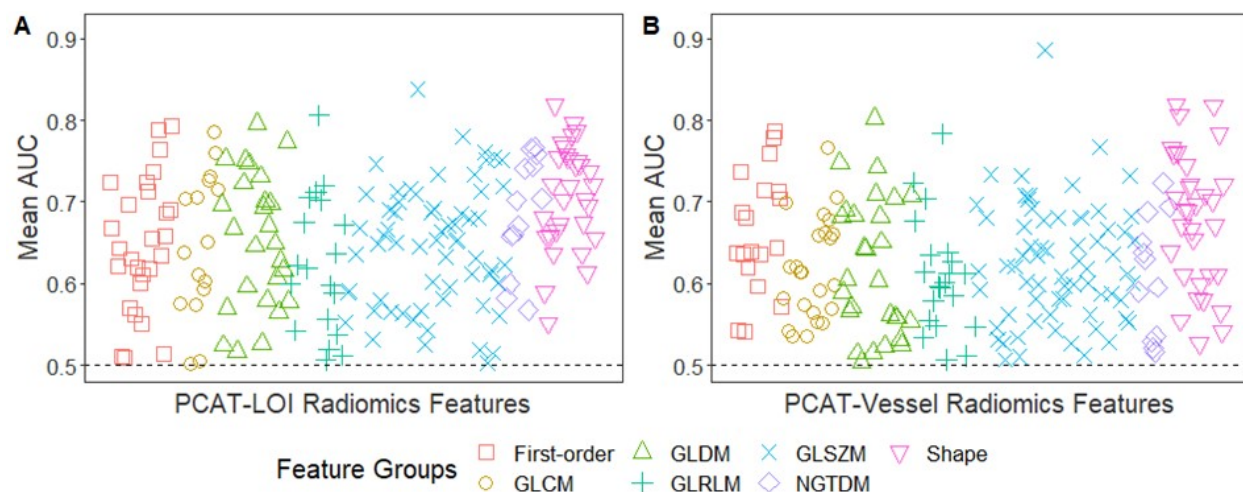 A
B
Mean AUC
0.9
0.8
0.7
0.6
0.5
PCAT-LOI Radiomics Features
Mean AUC
0.9
0.8
0.7
0.6
0.5
PCAT-Vessel Radiomics Features
Feature Groups
First-order GLDM GLSZM Shape
GLCM GLRLM NGTDM